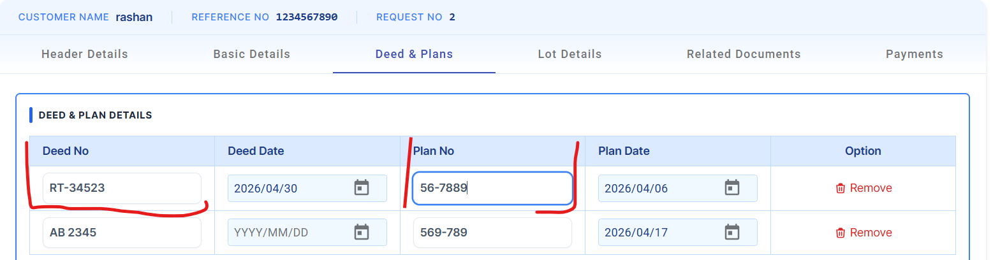 CUSTOMER NAME rashan REFERENCE NO 1234567890 REQUEST NO 2
Header Details Basic Details Deed & Plans Lot Details Related Documents Payments
DEED & PLAN DETAILS
Deed No Deed Date Plan No Plan Date Option
RT-34523 2026/04/30 56-7889 2026/04/06 Remove
AB 2345 YYYY/MM/DD 569-789 2026/04/17 Remove